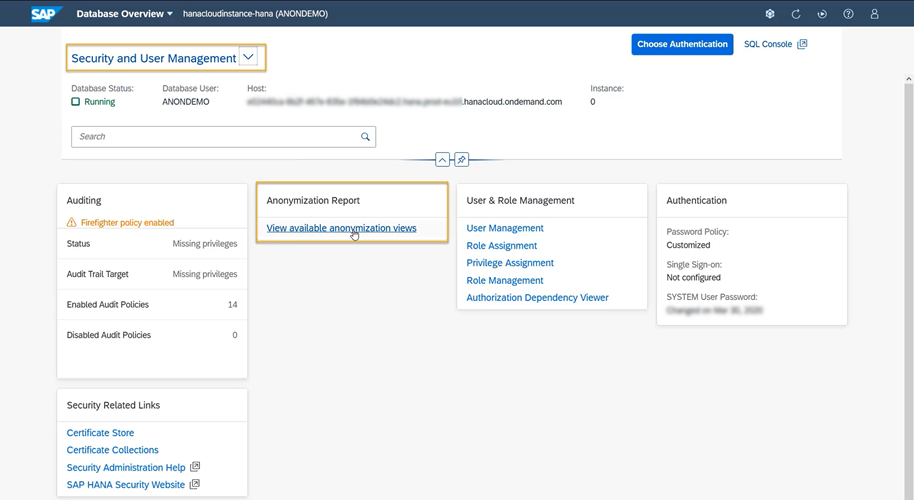 SAP Database Overview hanacloudinstance-hana (ANONDEMO)
Security and User Management
Choose Authentication
SQL Console
Database Status:
Running
Database User:
ANONDEMO
Host:
.hanacloud.ondemand.com
Instance:
0
Search
Auditing
Firefighter policy enabled
Status Missing privileges
Audit Trail Target Missing privileges
Enabled Audit Policies 14
Disabled Audit Policies 0
Anonymization Report
View available anonymization views
User & Role Management
User Management
Role Assignment
Privilege Assignment
Role Management
Authorization Dependency Viewer
Authentication
Password Policy:
Customized
Single Sign-on:
Not configured
SYSTEM User Password:
Security Related Links
Certificate Store
Certificate Collections
Security Administration Help
SAP HANA Security Website